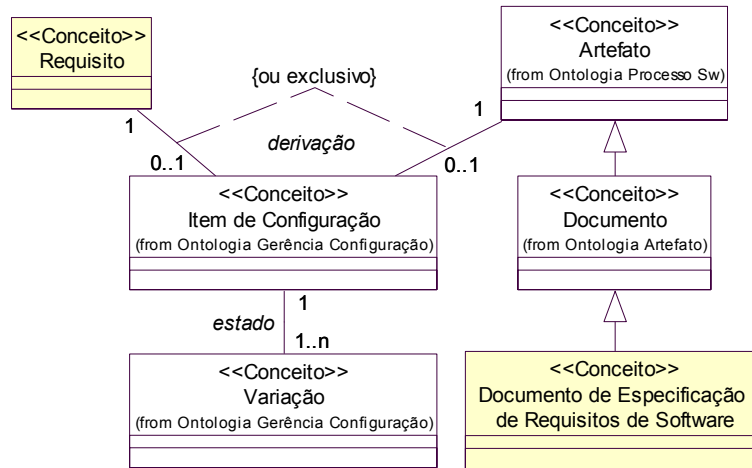 <<Conceito>>
Requisito
<<Conceito>>
Artefato
(from Ontologia Processo Sw)
{ou exclusivo}
1
1
derivação
0..1
0..1
<<Conceito>>
Item de Configuração
(from Ontologia Gerência Configuração)
<<Conceito>>
Documento
(from Ontologia Artefato)
1
estado
1..n
<<Conceito>>
Variação
(from Ontologia Gerência Configuração)
<<Conceito>>
Documento de Especificação
de Requisitos de Software